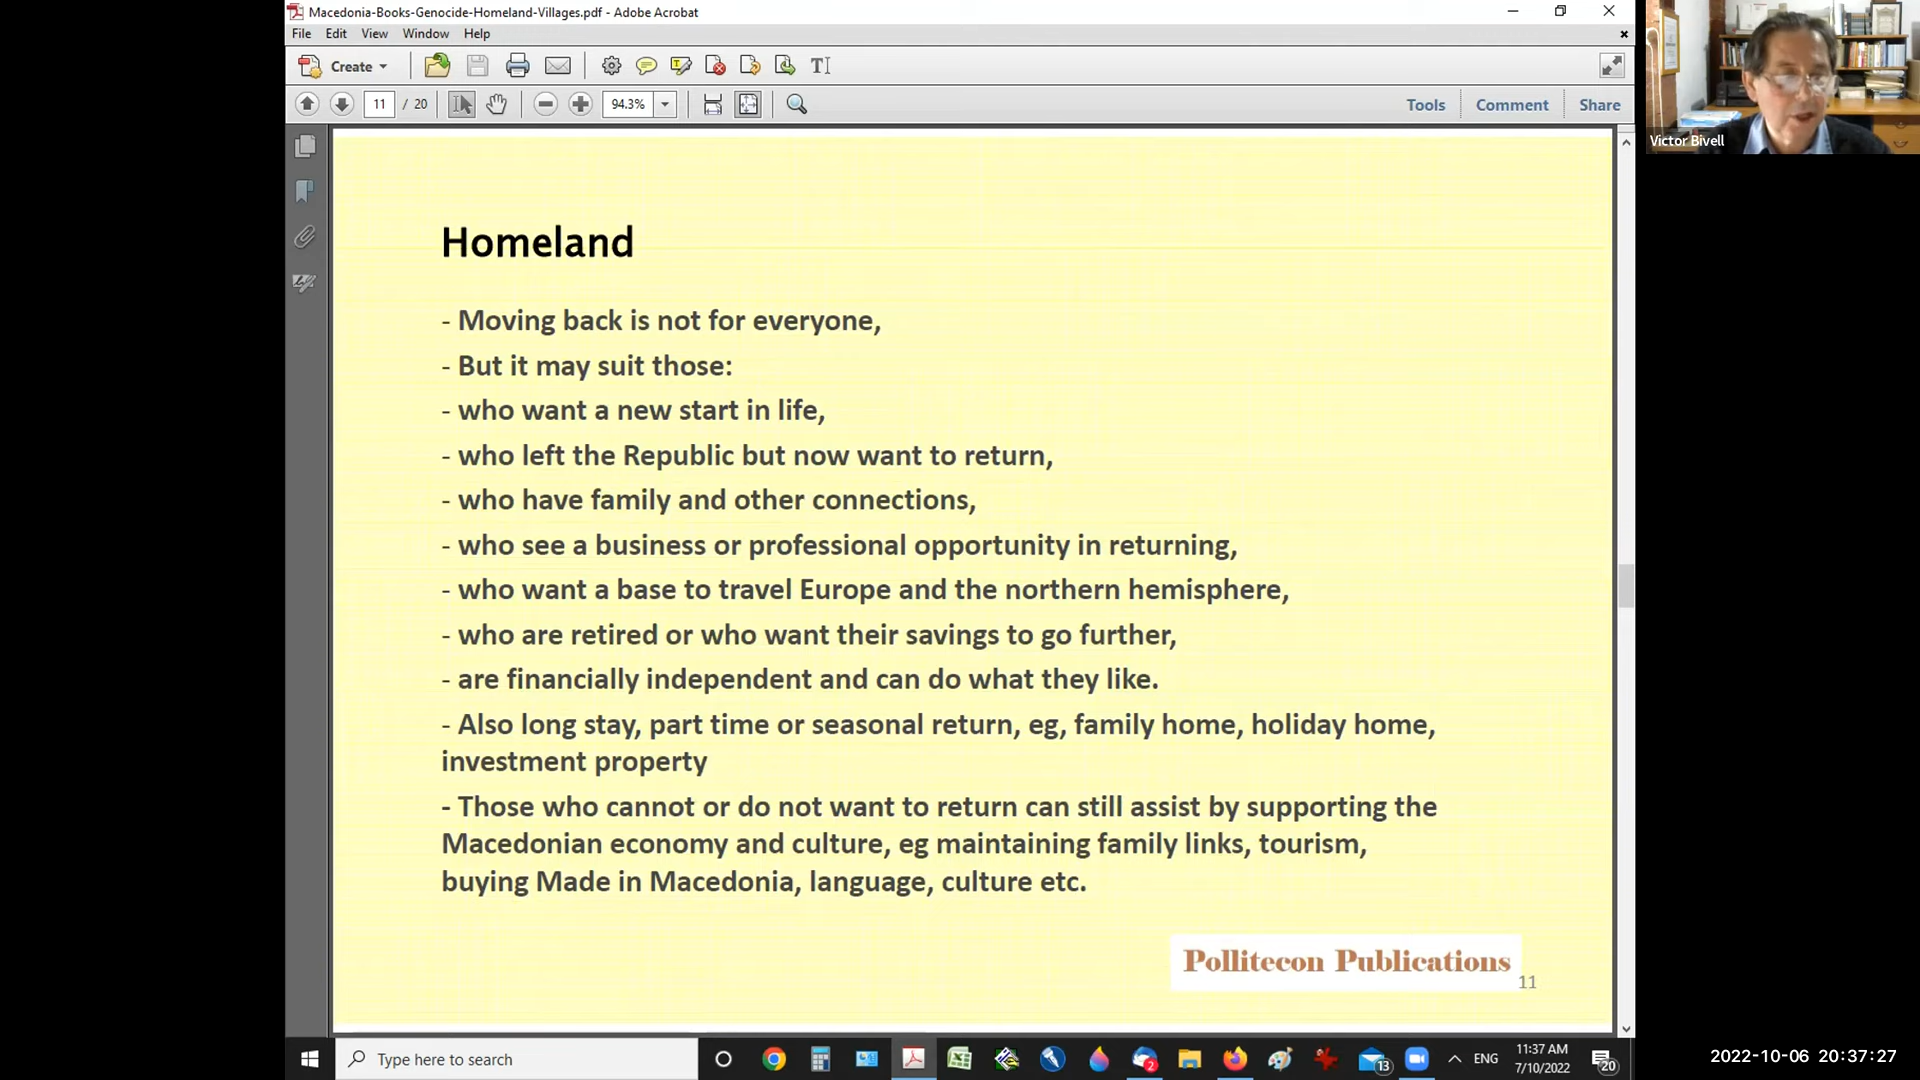 Macedonia-Books-Genocide-Homeland-Villages.pdf - Adobe Acrobat
File Edit View Window Help
Create
11 / 20 94.3% Tools Comment Share
Victor Bivell
Homeland
- Moving back is not for everyone,
- But it may suit those:
- who want a new start in life,
- who left the Republic but now want to return,
- who have family and other connections,
- who see a business or professional opportunity in returning,
- who want a base to travel Europe and the northern hemisphere,
- who are retired or who want their savings to go further,
- are financially independent and can do what they like.
- Also long stay, part time or seasonal return, eg, family home, holiday home,
investment property
- Those who cannot or do not want to return can still assist by supporting the
Macedonian economy and culture, eg maintaining family links, tourism,
buying Made in Macedonia, language, culture etc.
Pollitecon Publications
11
Type here to search
2
13
ENG
11:37 AM
7/10/2022
20
2022-10-06 20:37:27